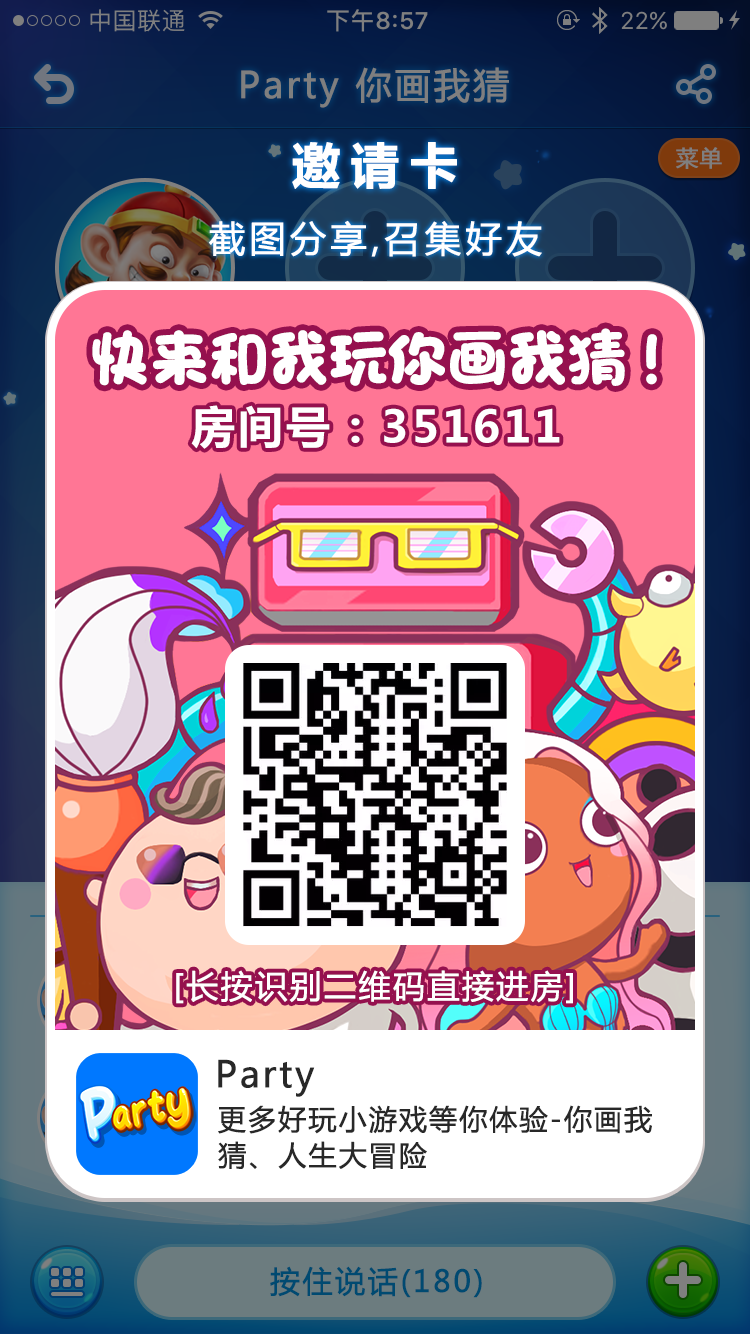 中国联通 下午8:57 22%
Party 你画我猜
邀请卡
菜单
截图分享,召集好友
快来和我玩你画我猜！
房间号：351611
[长按识别二维码直接进房]
Party
Party
更多好玩小游戏等你体验-你画我
猜、人生大冒险
按住说话(180)